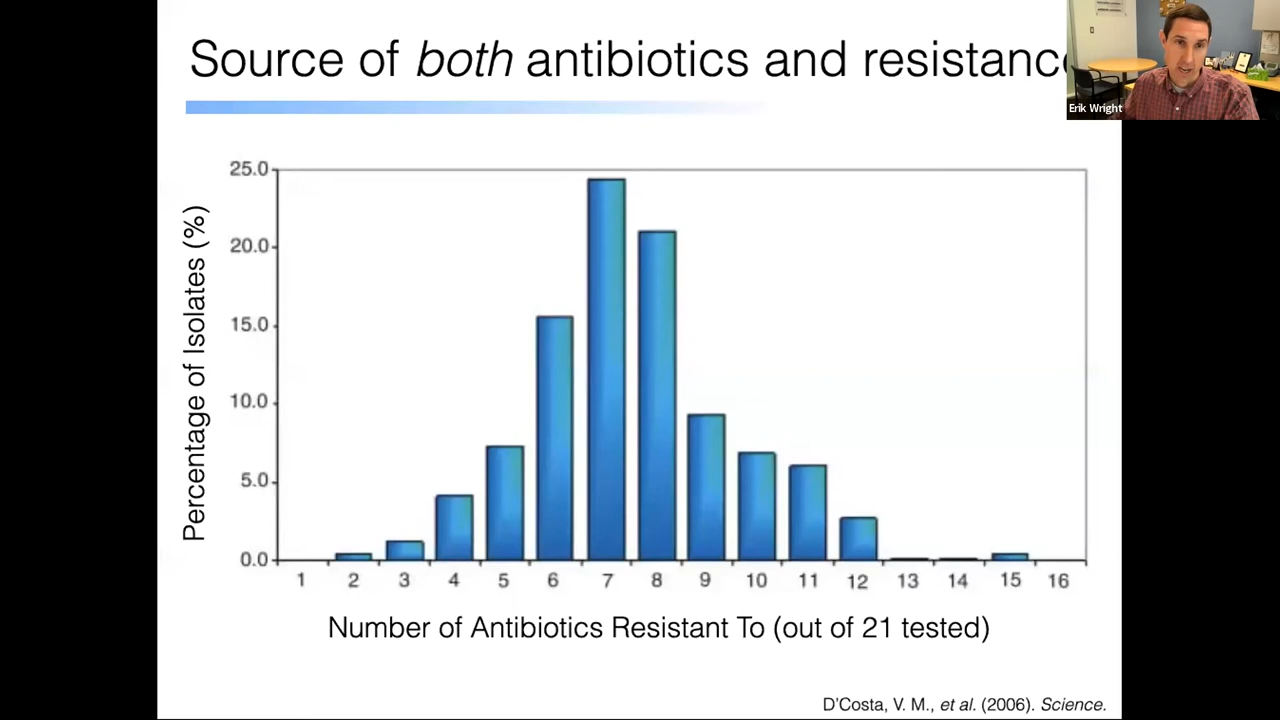 Source of both antibiotics and resistanc
Erik Wright
Percentage of Isolates (%)
25.0
20.0
15.0
10.0
5.0
0.0
1 2 3 4 5 6 7 8 9 10 11 12 13 14 15 16
Number of Antibiotics Resistant To (out of 21 tested)
D'Costa, V. M., et al. (2006). Science.